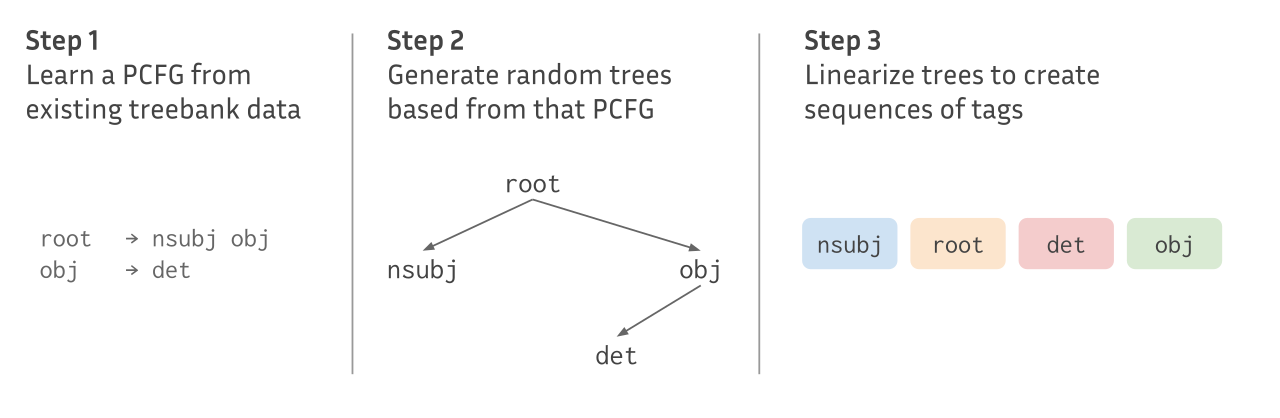 Step 1
Learn a PCFG from
existing treebank data
root → nsubj obj
obj → det
Step 2
Generate random trees
based from that PCFG
root
nsubj obj
det
Step 3
Linearize trees to create
sequences of tags
nsubj root det obj